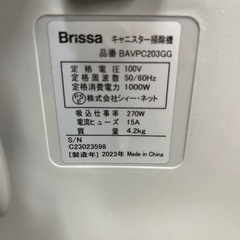 Brissa キャニスター掃除機
品番 BAVPC203GG
定格電圧 100V
定格周波数 50/60Hz
定格消費電力 1000W
株式会社シィー・ネット
吸込仕事率 270W
電流ヒューズ 15A
質量 4.2kg
S/N
C23023598
【製造年】2023年 Made in China